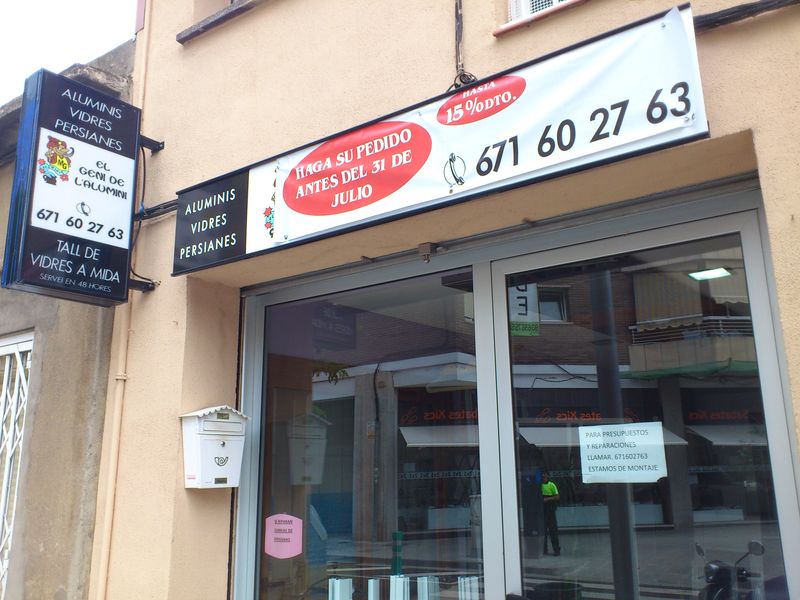 ALUMINIS
VIDRES
PERSIANES
MG
EL
GENI DE
L'ALUMINI
671 60 27 63
TALL DE
VIDRES A MIDA
SERVEI EN 48 HORES
ALUMINIS
VIDRES
PERSIANES
HAGA SU PEDIDO
ANTES DEL 31 DE
JULIO
HASTA
15%DTO.
671 60 27 63
PARA PRESUPUESTOS
Y REPARACIONES
LLAMAR. 671602763
ESTAMOS DE MONTAJE